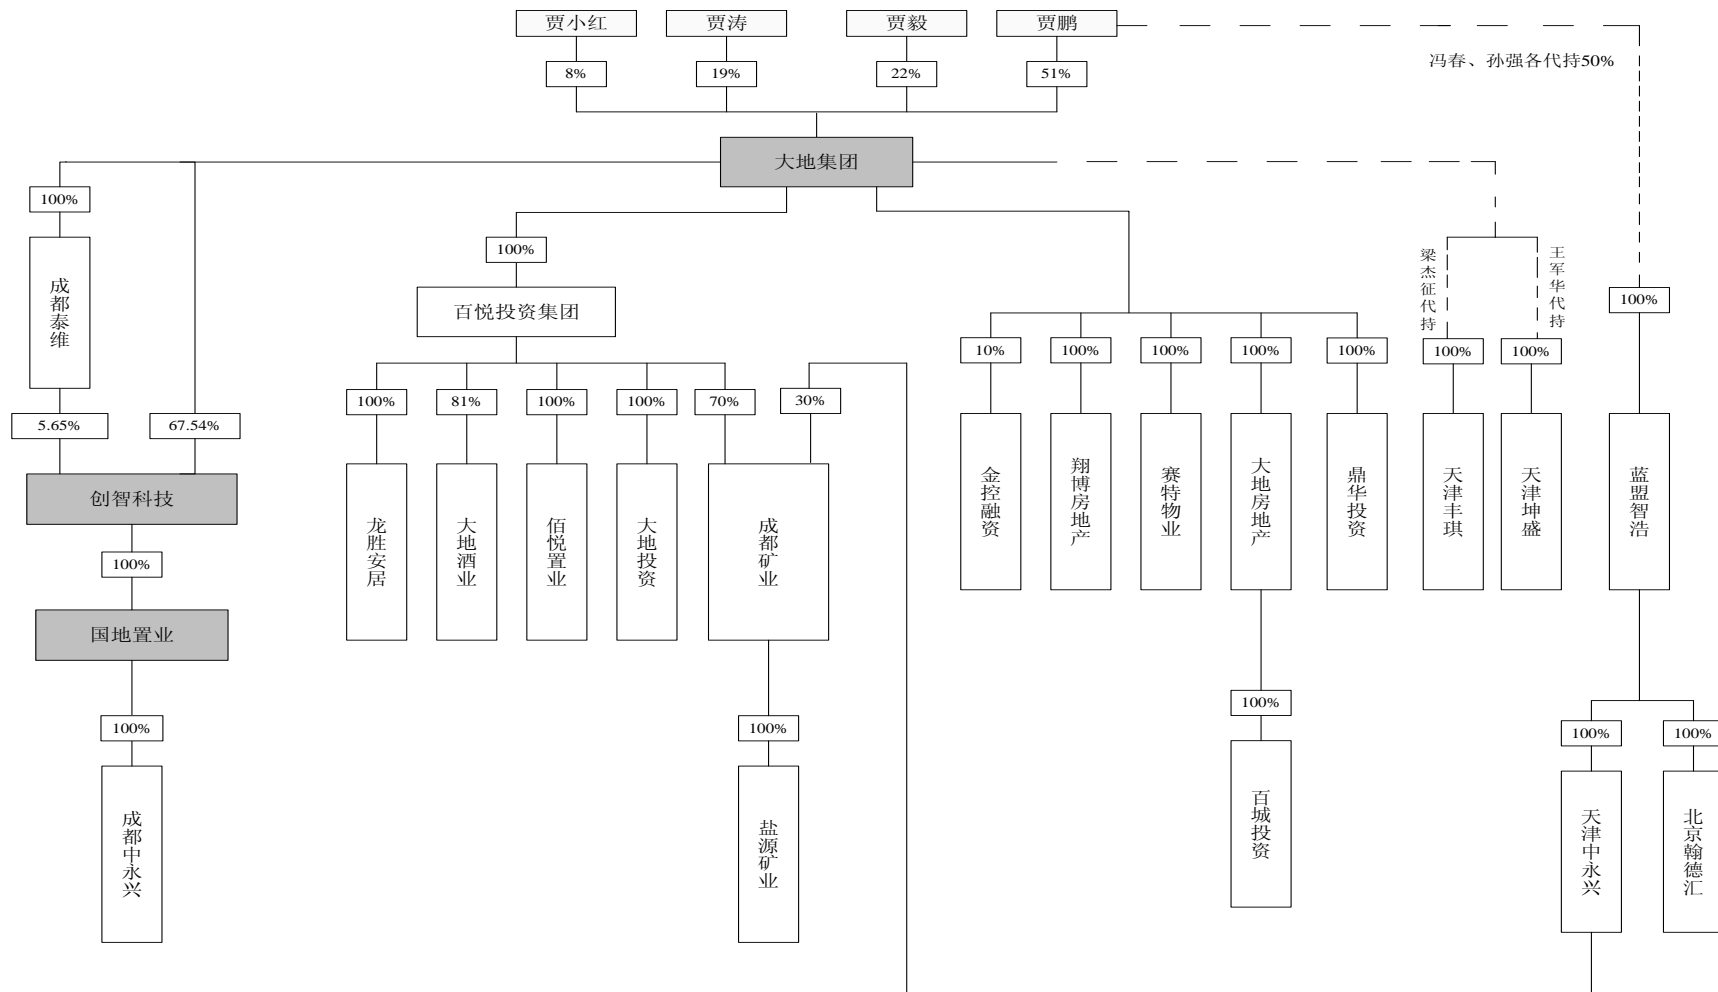 贾小红
贾涛
贾毅
贾鹏
8%
19%
22%
51%
冯春、孙强各代持50%
大地集团
100%
成都泰维
5.65%
67.54%
创智科技
100%
国地置业
100%
成都中永兴
100%
百悦投资集团
100%
81%
100%
100%
70%
30%
龙胜安居
大地酒业
佰悦置业
大地投资
成都矿业
100%
盐源矿业
10%
100%
100%
100%
100%
金控融资
翔博房地产
赛特物业
大地房地产
鼎华投资
100%
百城投资
梁杰征代持
王军华代持
100%
100%
天津丰琪
天津坤盛
100%
蓝盟智浩
100%
100%
天津中永兴
北京翰德汇